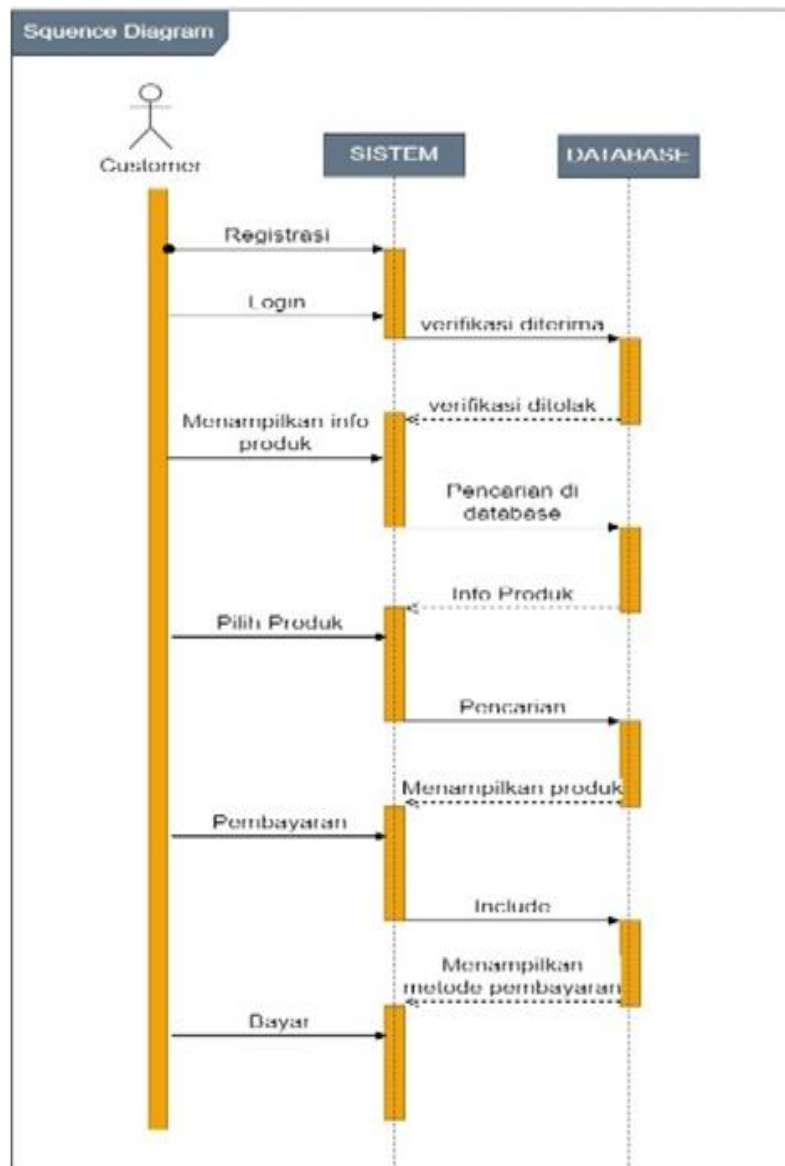 Squence Diagram
Customer
SISTEM
DATABASE
Registrasi
Login
verifikasi diterima
verifikasi ditolak
Menampilkan info
produk
Pencarian di
database
Info Produk
Pilih Produk
Pencarian
Menampilkan produk
Pembayaran
Include
Menampilkan
metode pembayaran
Bayar